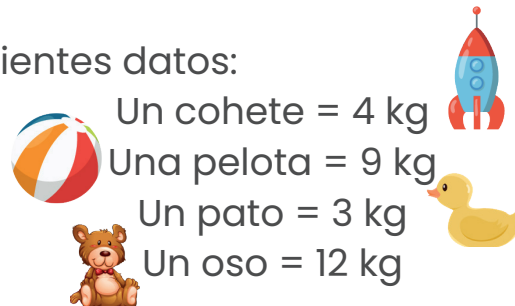 ientes datos:
Un cohete = 4 kg
Una pelota = 9 kg
Un pato = 3 kg
Un oso = 12 kg